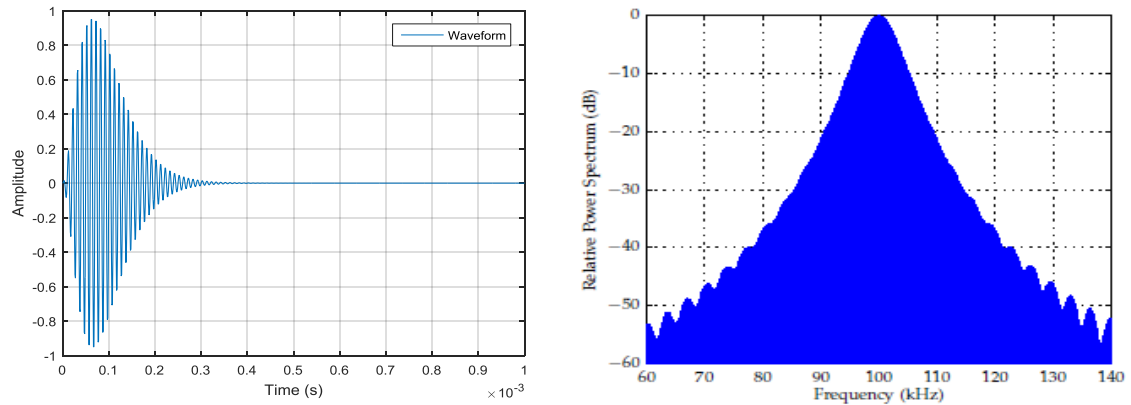 Waveform
Amplitude
1
0.8
0.6
0.4
0.2
0
-0.2
-0.4
-0.6
-0.8
-1
0 0.1 0.2 0.3 0.4 0.5 0.6 0.7 0.8 0.9 1
Time (s)
×10⁻³
Relative Power Spectrum (dB)
0
−10
−20
−30
−40
−50
−60
60 70 80 90 100 110 120 130 140
Frequency (kHz)